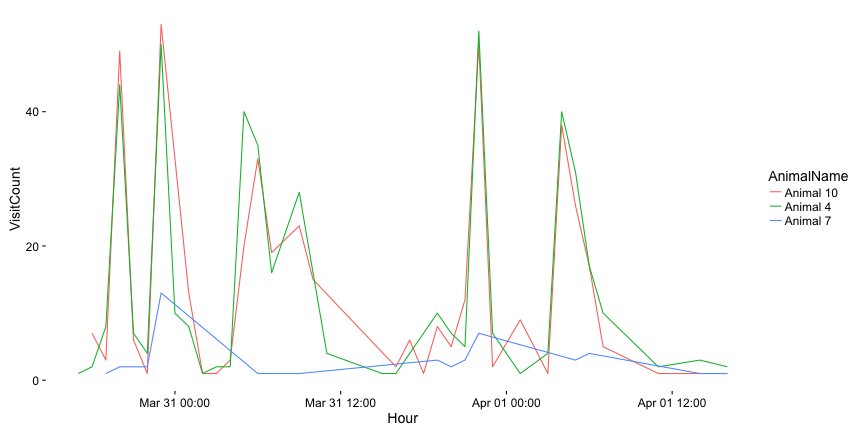 40
20
0
VisitCount
Mar 31 00:00
Mar 31 12:00
Apr 01 00:00
Apr 01 12:00
Hour
AnimalName
Animal 10
Animal 4
Animal 7